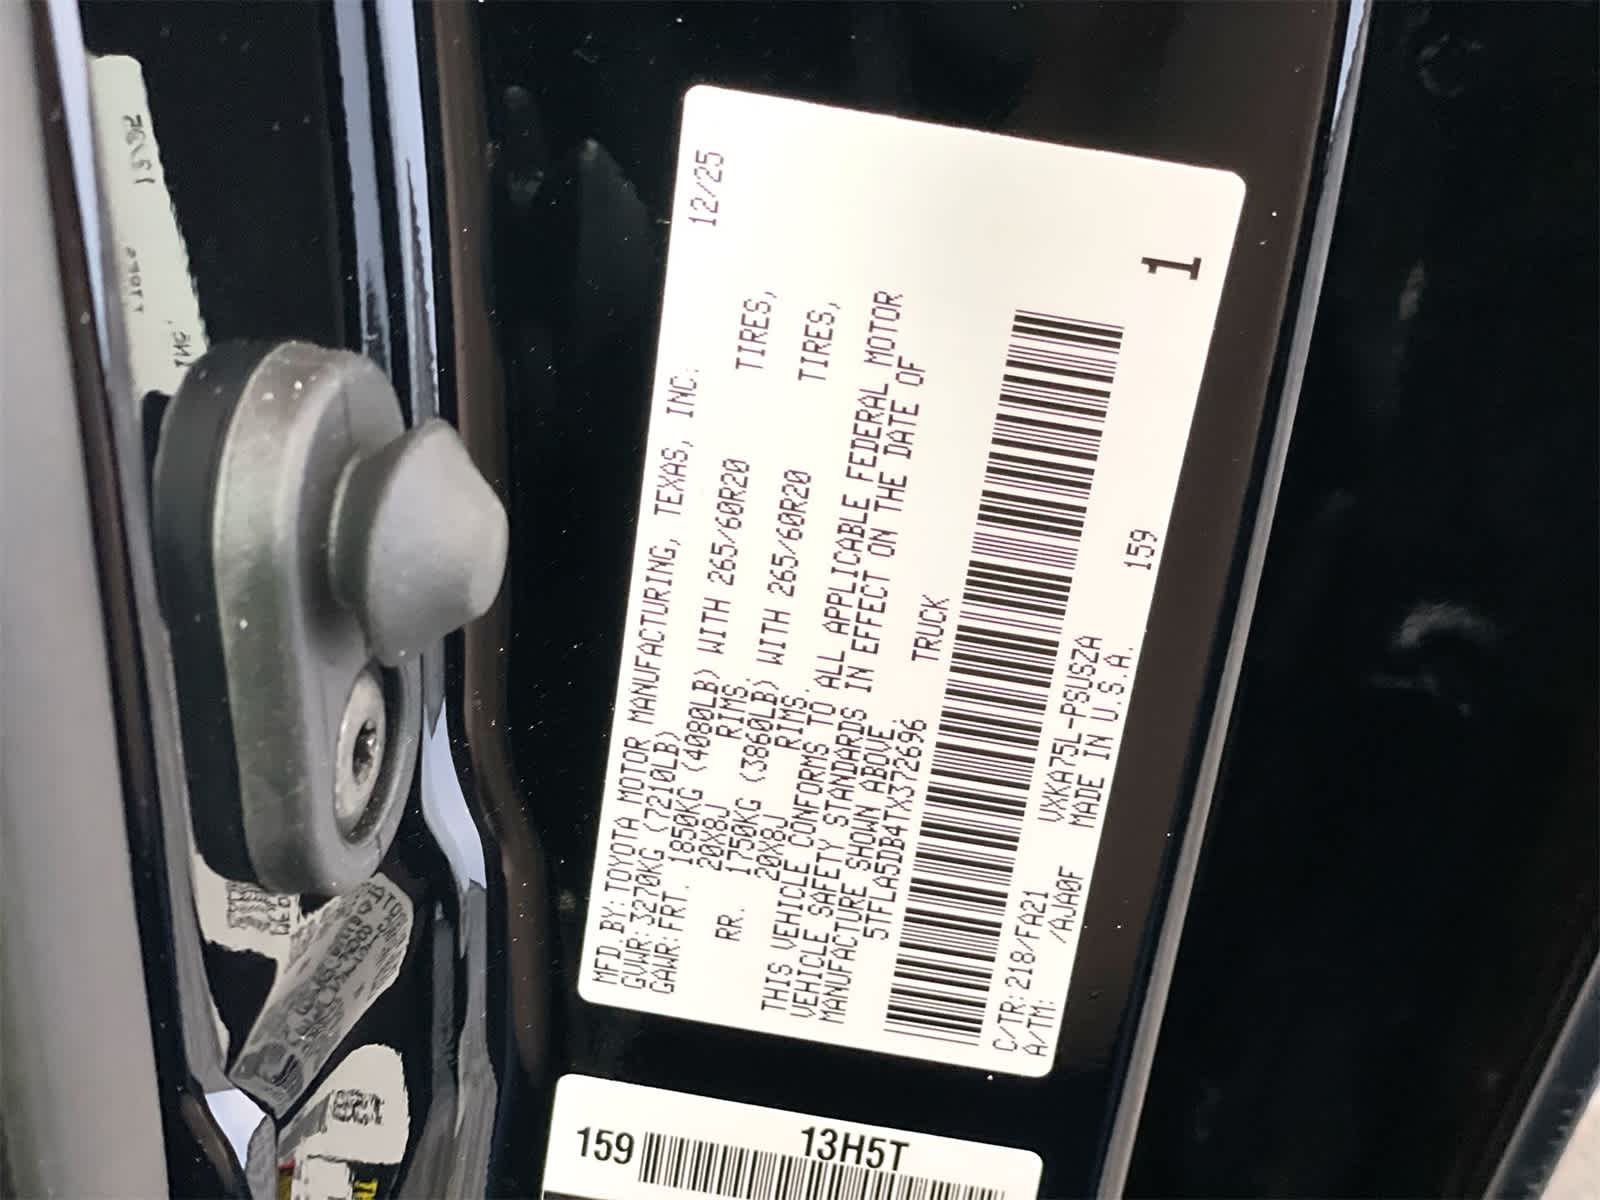 MFD BY:TOYOTA MOTOR MANUFACTURING, TEXAS, INC. 12/25
GVWR:3270KG (7210LB)
GAWR:FRT. 1850KG (4080LB) WITH 265/60R20 TIRES,
20X8J RIMS.
RR. 1750KG (3860LB) WITH 265/60R20 TIRES,
20X8J RIMS.
THIS VEHICLE CONFORMS TO ALL APPLICABLE FEDERAL MOTOR
VEHICLE SAFETY STANDARDS IN EFFECT ON THE DATE OF
MANUFACTURE SHOWN ABOVE.
5TFLA5DB4TX372696 TRUCK
C/TR:218/FA21 VXKA75L-PSUSZA 1
A/TM: /AJA0F MADE IN U.S.A. 159
159 13H5T